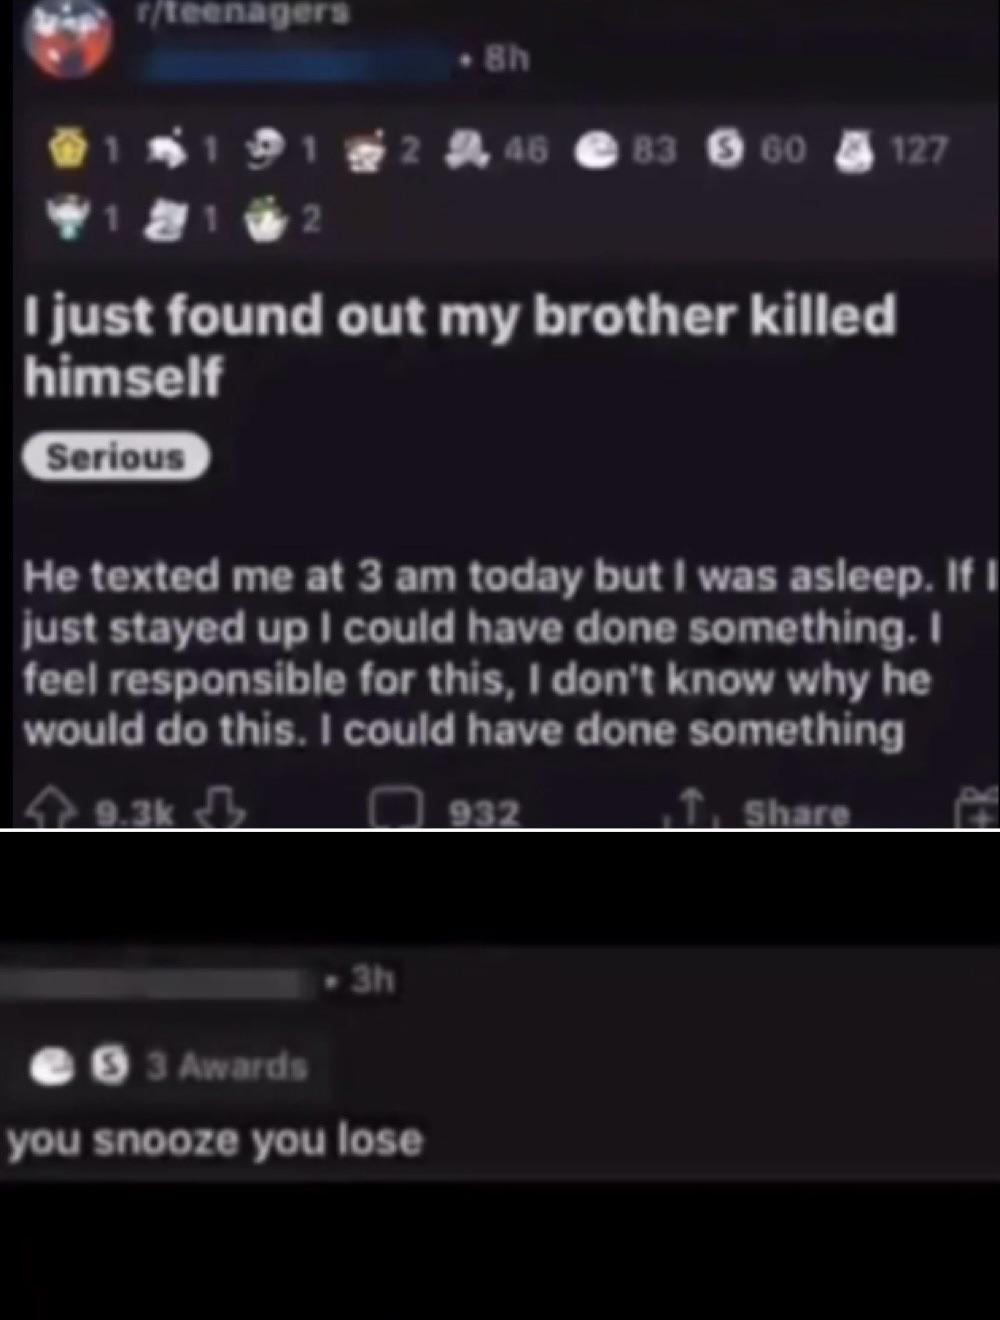 r/teenagers
• 8h
1 1 1 2 46 83 60 127
1 1 2
I just found out my brother killed
himself
Serious
He texted me at 3 am today but I was asleep. If I
just stayed up I could have done something. I
feel responsible for this, I don't know why he
would do this. I could have done something
9.3k 932 Share
• 3h
S 3 Awards
you snooze you lose